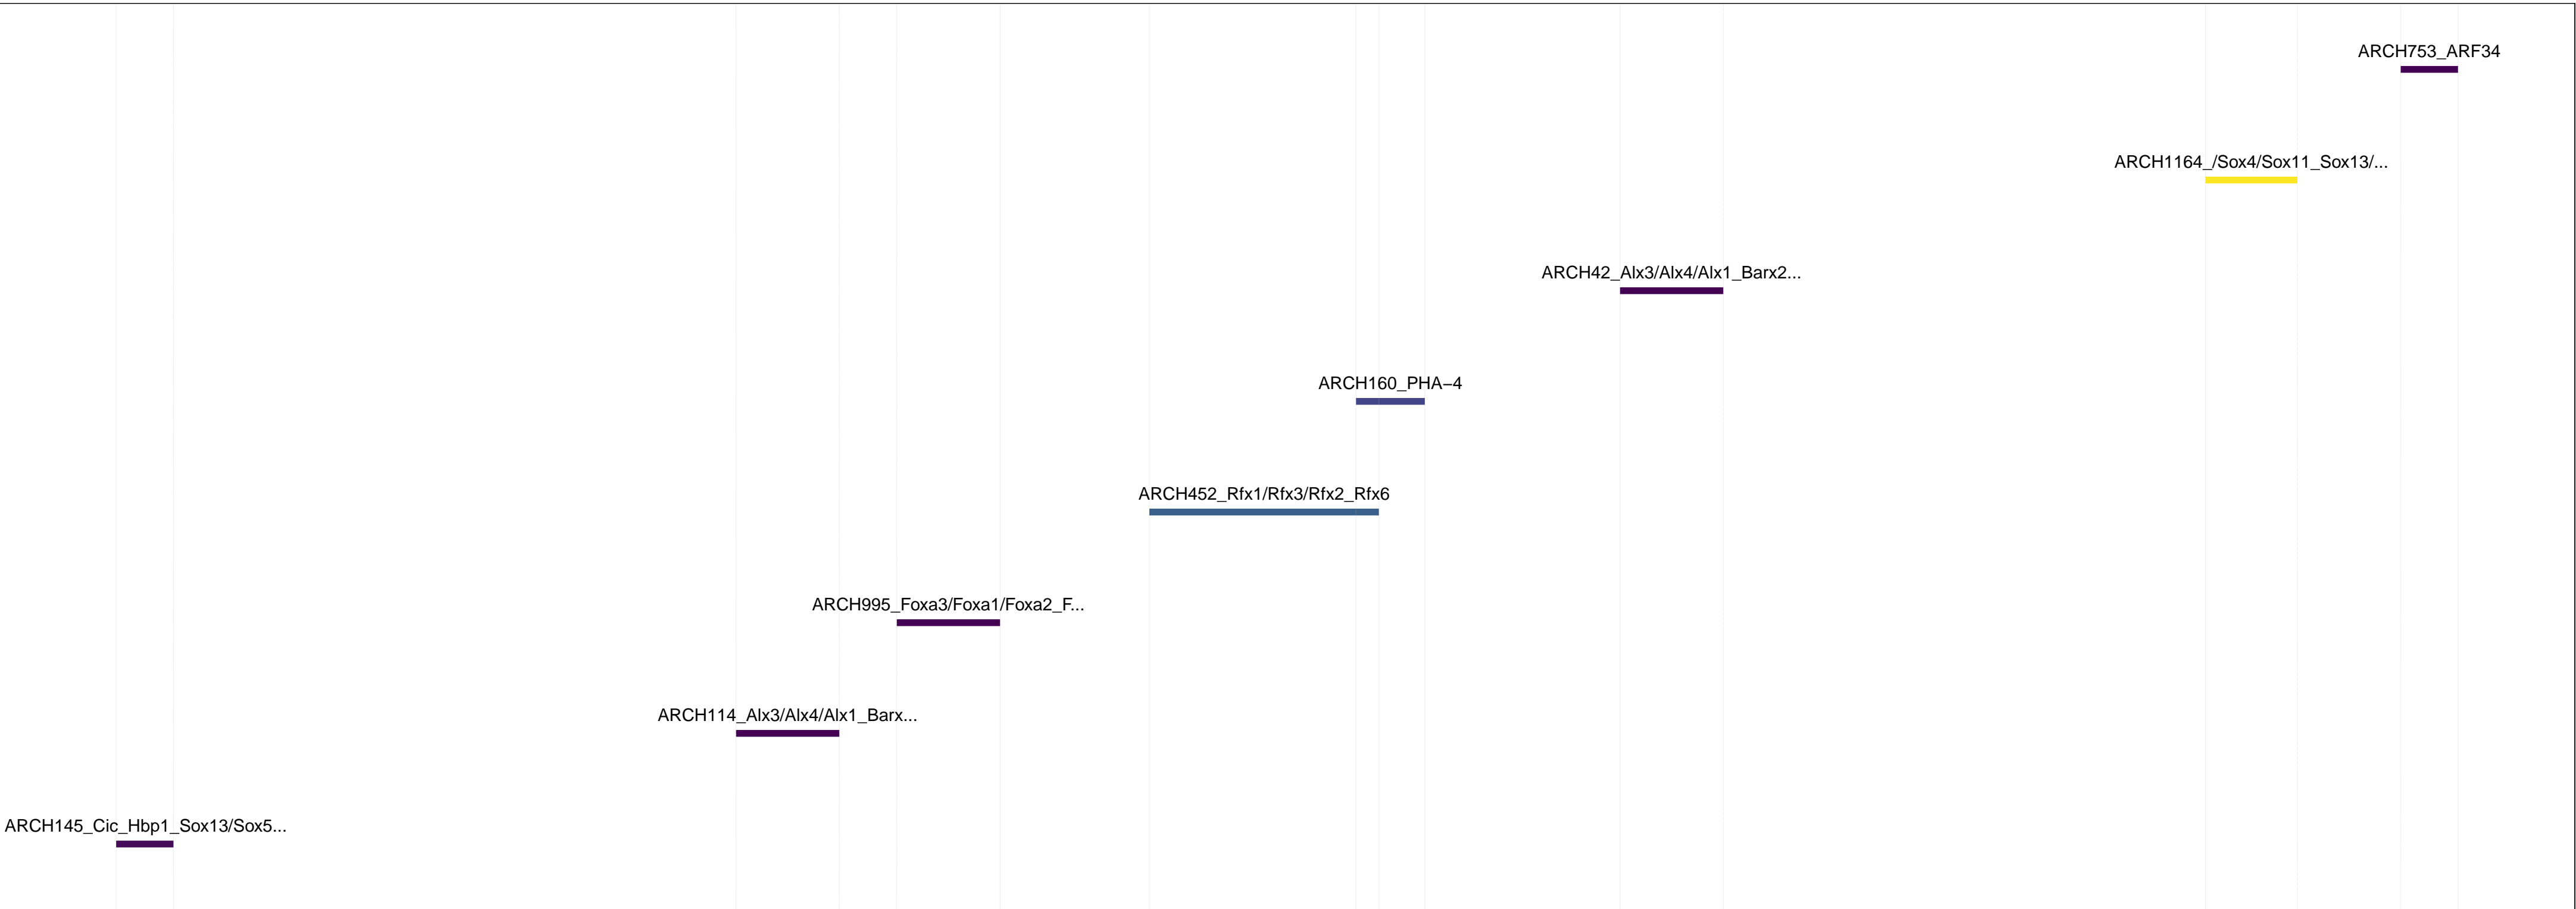 ARCH753_ARF34
ARCH1164_/Sox4/Sox11_Sox13/...
ARCH42_Alx3/Alx4/Alx1_Barx2...
ARCH160_PHA−4
ARCH452_Rfx1/Rfx3/Rfx2_Rfx6
ARCH995_Foxa3/Foxa1/Foxa2_F...
ARCH114_Alx3/Alx4/Alx1_Barx...
ARCH145_Cic_Hbp1_Sox13/Sox5...